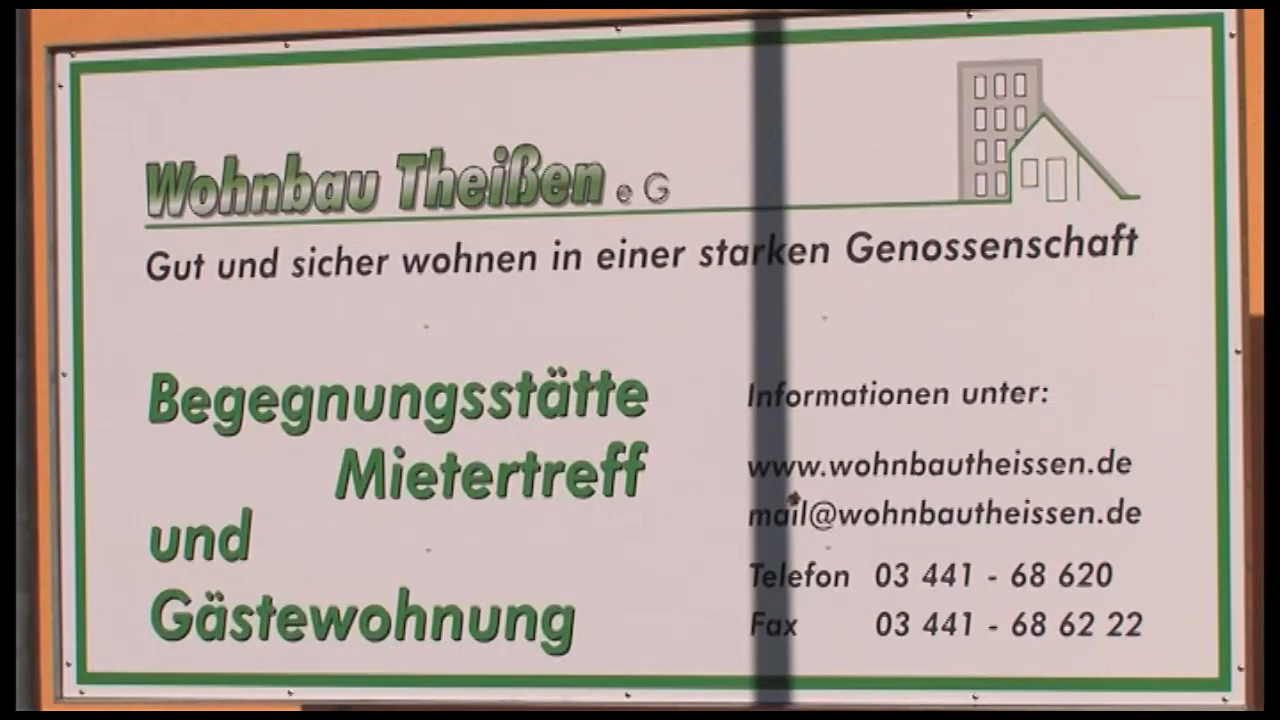 Wohnbau Theißen e G
Gut und sicher wohnen in einer starken Genossenschaft
Begegnungsstätte
Mietertreff
und
Gästewohnung
Informationen unter:
www.wohnbautheissen.de
mail@wohnbautheissen.de
Telefon 03 441 - 68 620
Fax 03 441 - 68 62 22